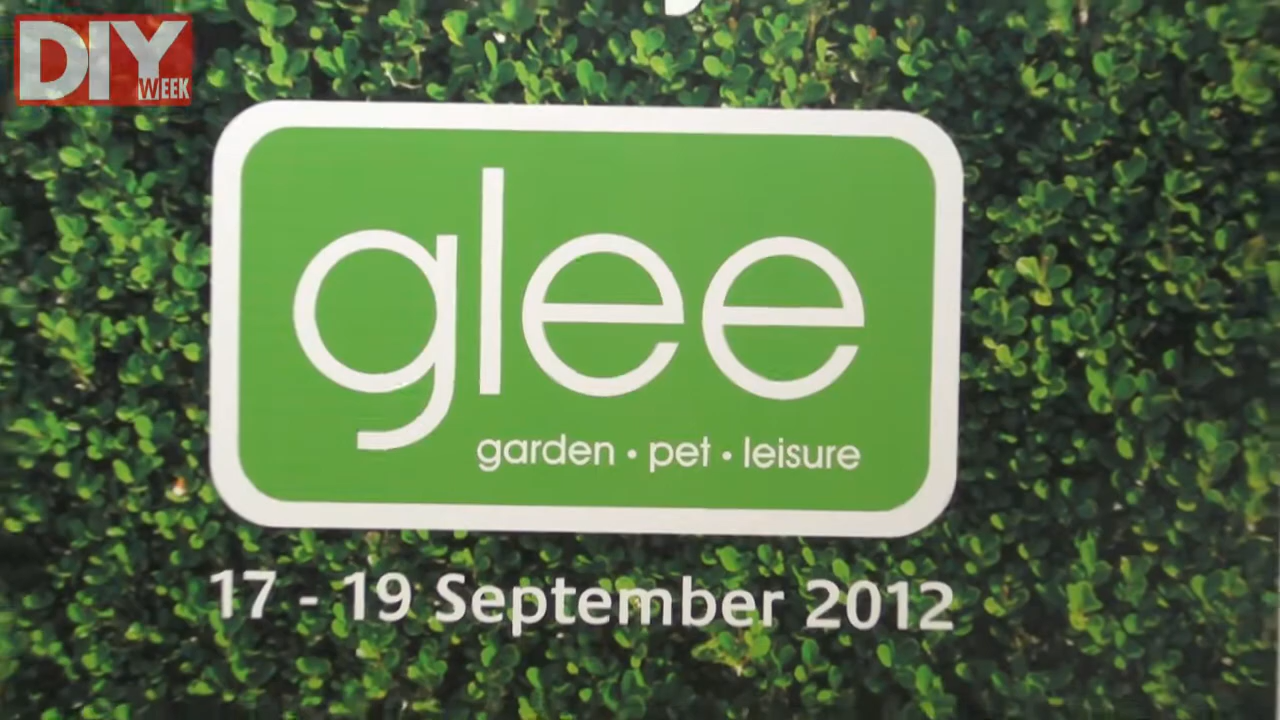 DIY
WEEK
glee
garden • pet • leisure
17 - 19 September 2012